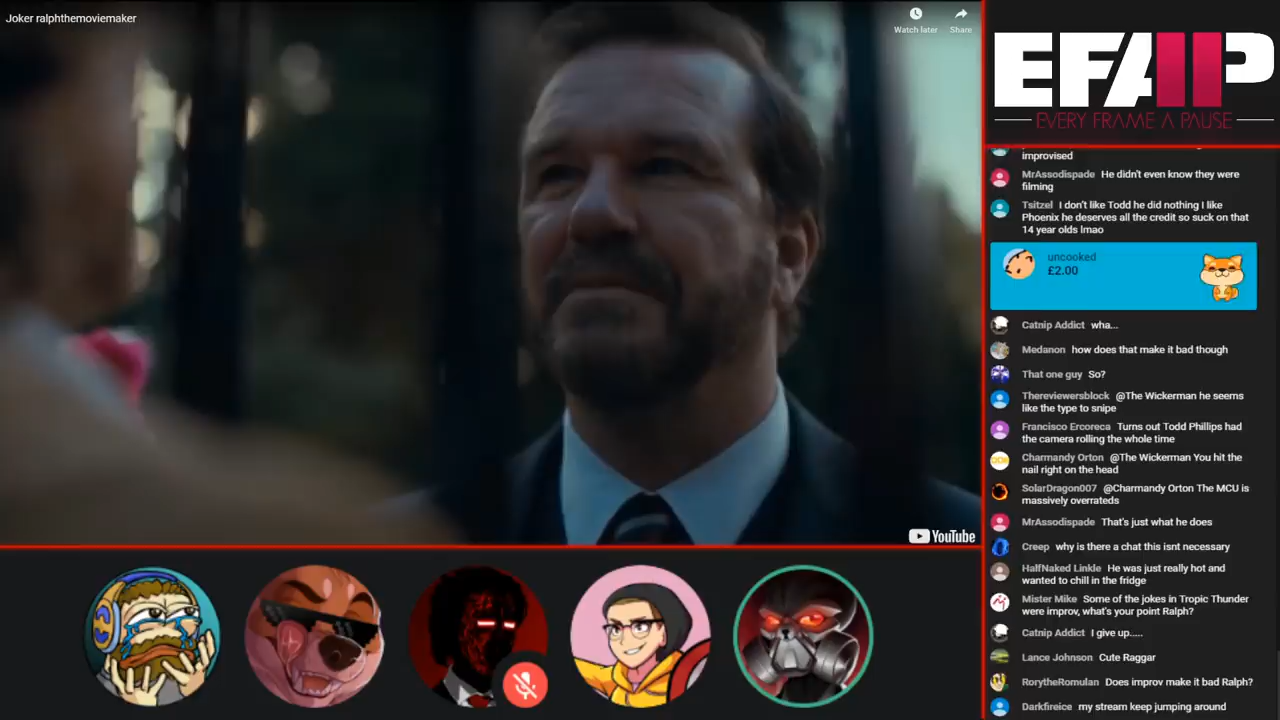 Joker ralphthemoviemaker
Watch later
Share
YouTube
EFAP
EVERY FRAME A PAUSE
improvised
MrAssodispade He didn't even know they were
filming
Tsitzel I don't like Todd he did nothing I like
Phoenix he deserves all the credit so suck on that
14 year olds lmao
uncooked
£2.00
Catnip Addict wha...
Medanon how does that make it bad though
That one guy So?
Thereviewersblock @The Wickerman he seems
like the type to snipe
Francisco Ercoreca Turns out Todd Phillips had
the camera rolling the whole time
Charmandy Orton @The Wickerman You hit the
nail right on the head
SolarDragon007 @Charmandy Orton The MCU is
massively overrateds
MrAssodispade That's just what he does
Creep why is there a chat this isnt necessary
HalfNaked Linkle He was just really hot and
wanted to chill in the fridge
Mister Mike Some of the jokes in Tropic Thunder
were improv, what's your point Ralph?
Catnip Addict I give up.....
Lance Johnson Cute Raggar
RorytheRomulan Does improv make it bad Ralph?
Darkfireice my stream keep jumping around